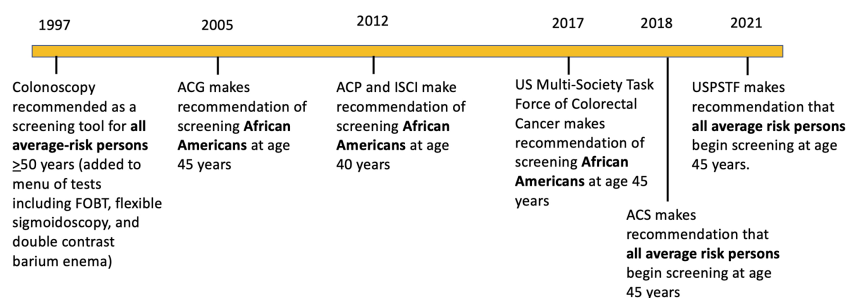 1997
Colonoscopy
recommended as a
screening tool for all
average-risk persons
≥50 years (added to
menu of tests
including FOBT, flexible
sigmoidoscopy, and
double contrast
barium enema)
2005
ACG makes
recommendation of
screening African
Americans at age
45 years
2012
ACP and ISCI make
recommendation of
screening African
Americans at age
40 years
2017
US Multi-Society Task
Force of Colorectal
Cancer makes
recommendation of
screening African
Americans at age 45
years
2018
ACS makes
recommendation that
all average risk persons
begin screening at age
45 years
2021
USPSTF makes
recommendation that
all average risk persons
begin screening at age
45 years.